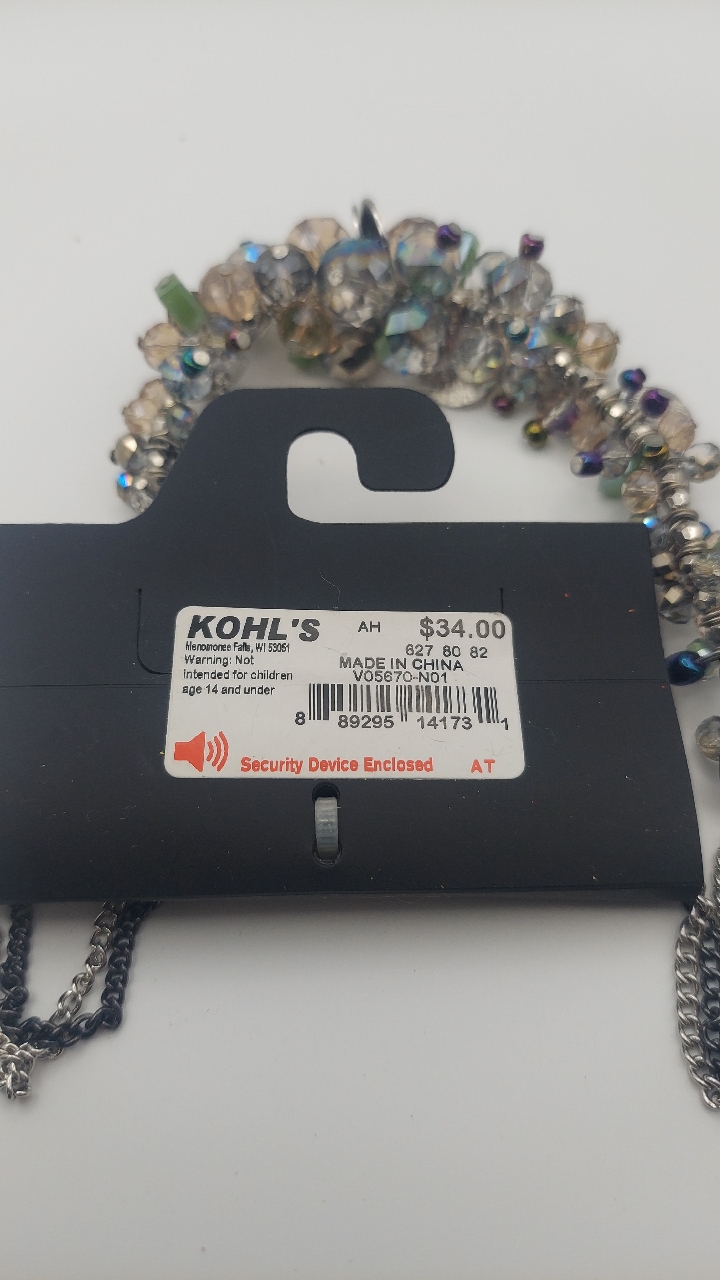 KOHL'S AH $34.00
Menomonee Falls, WI 53051
627 80 82
Warning: Not
MADE IN CHINA
intended for children
V05670-N01
age 14 and under
8 89295 14173 1
Security Device Enclosed AT